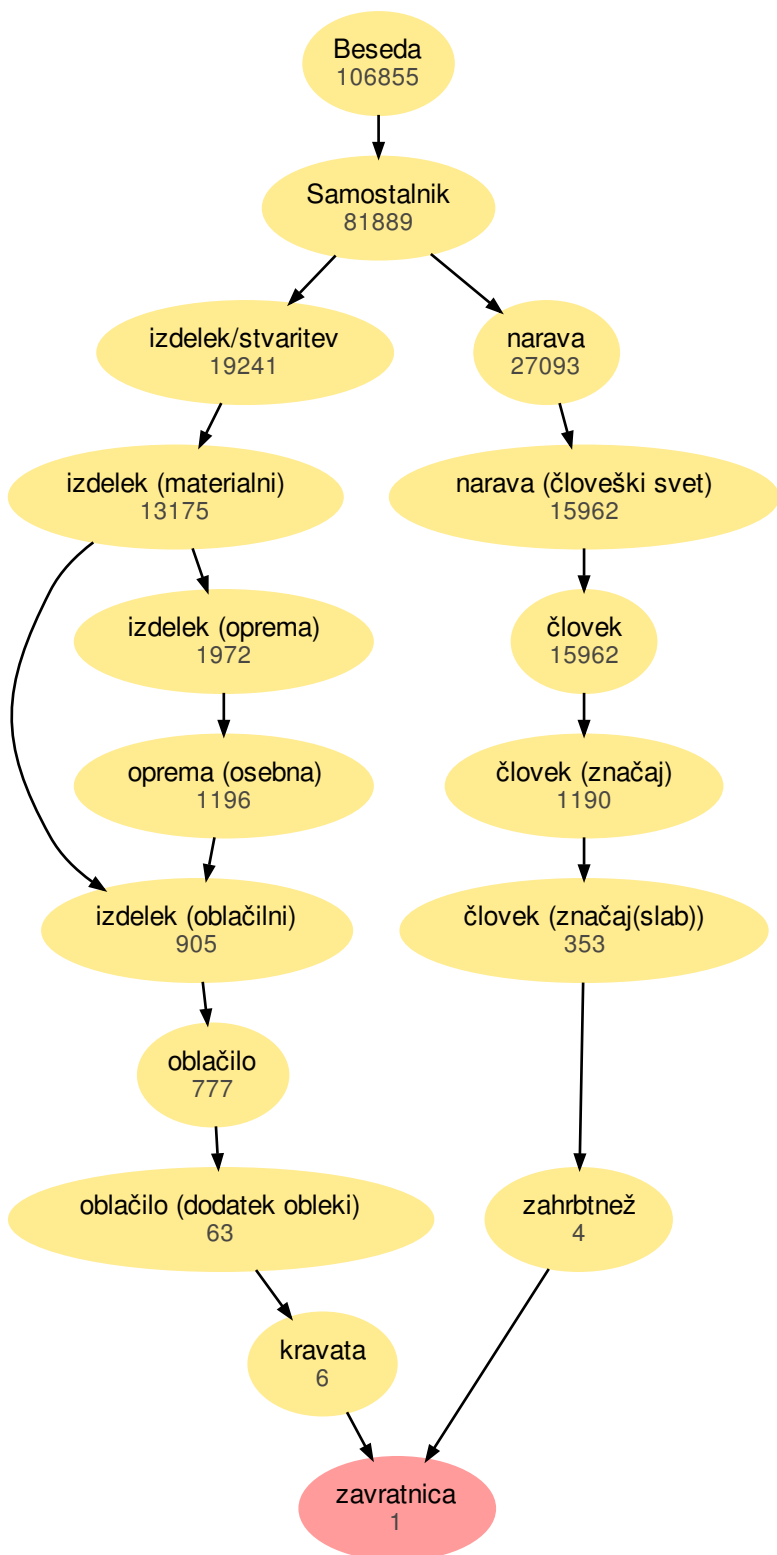 Beseda
106855
Samostalnik
81889
izdelek/stvaritev
19241
narava
27093
izdelek (materialni)
13175
narava (človeški svet)
15962
izdelek (oprema)
1972
človek
15962
oprema (osebna)
1196
človek (značaj)
1190
izdelek (oblačilni)
905
človek (značaj(slab))
353
oblačilo
777
oblačilo (dodatek obleki)
63
zahrbtnež
4
kravata
6
zavratnica
1